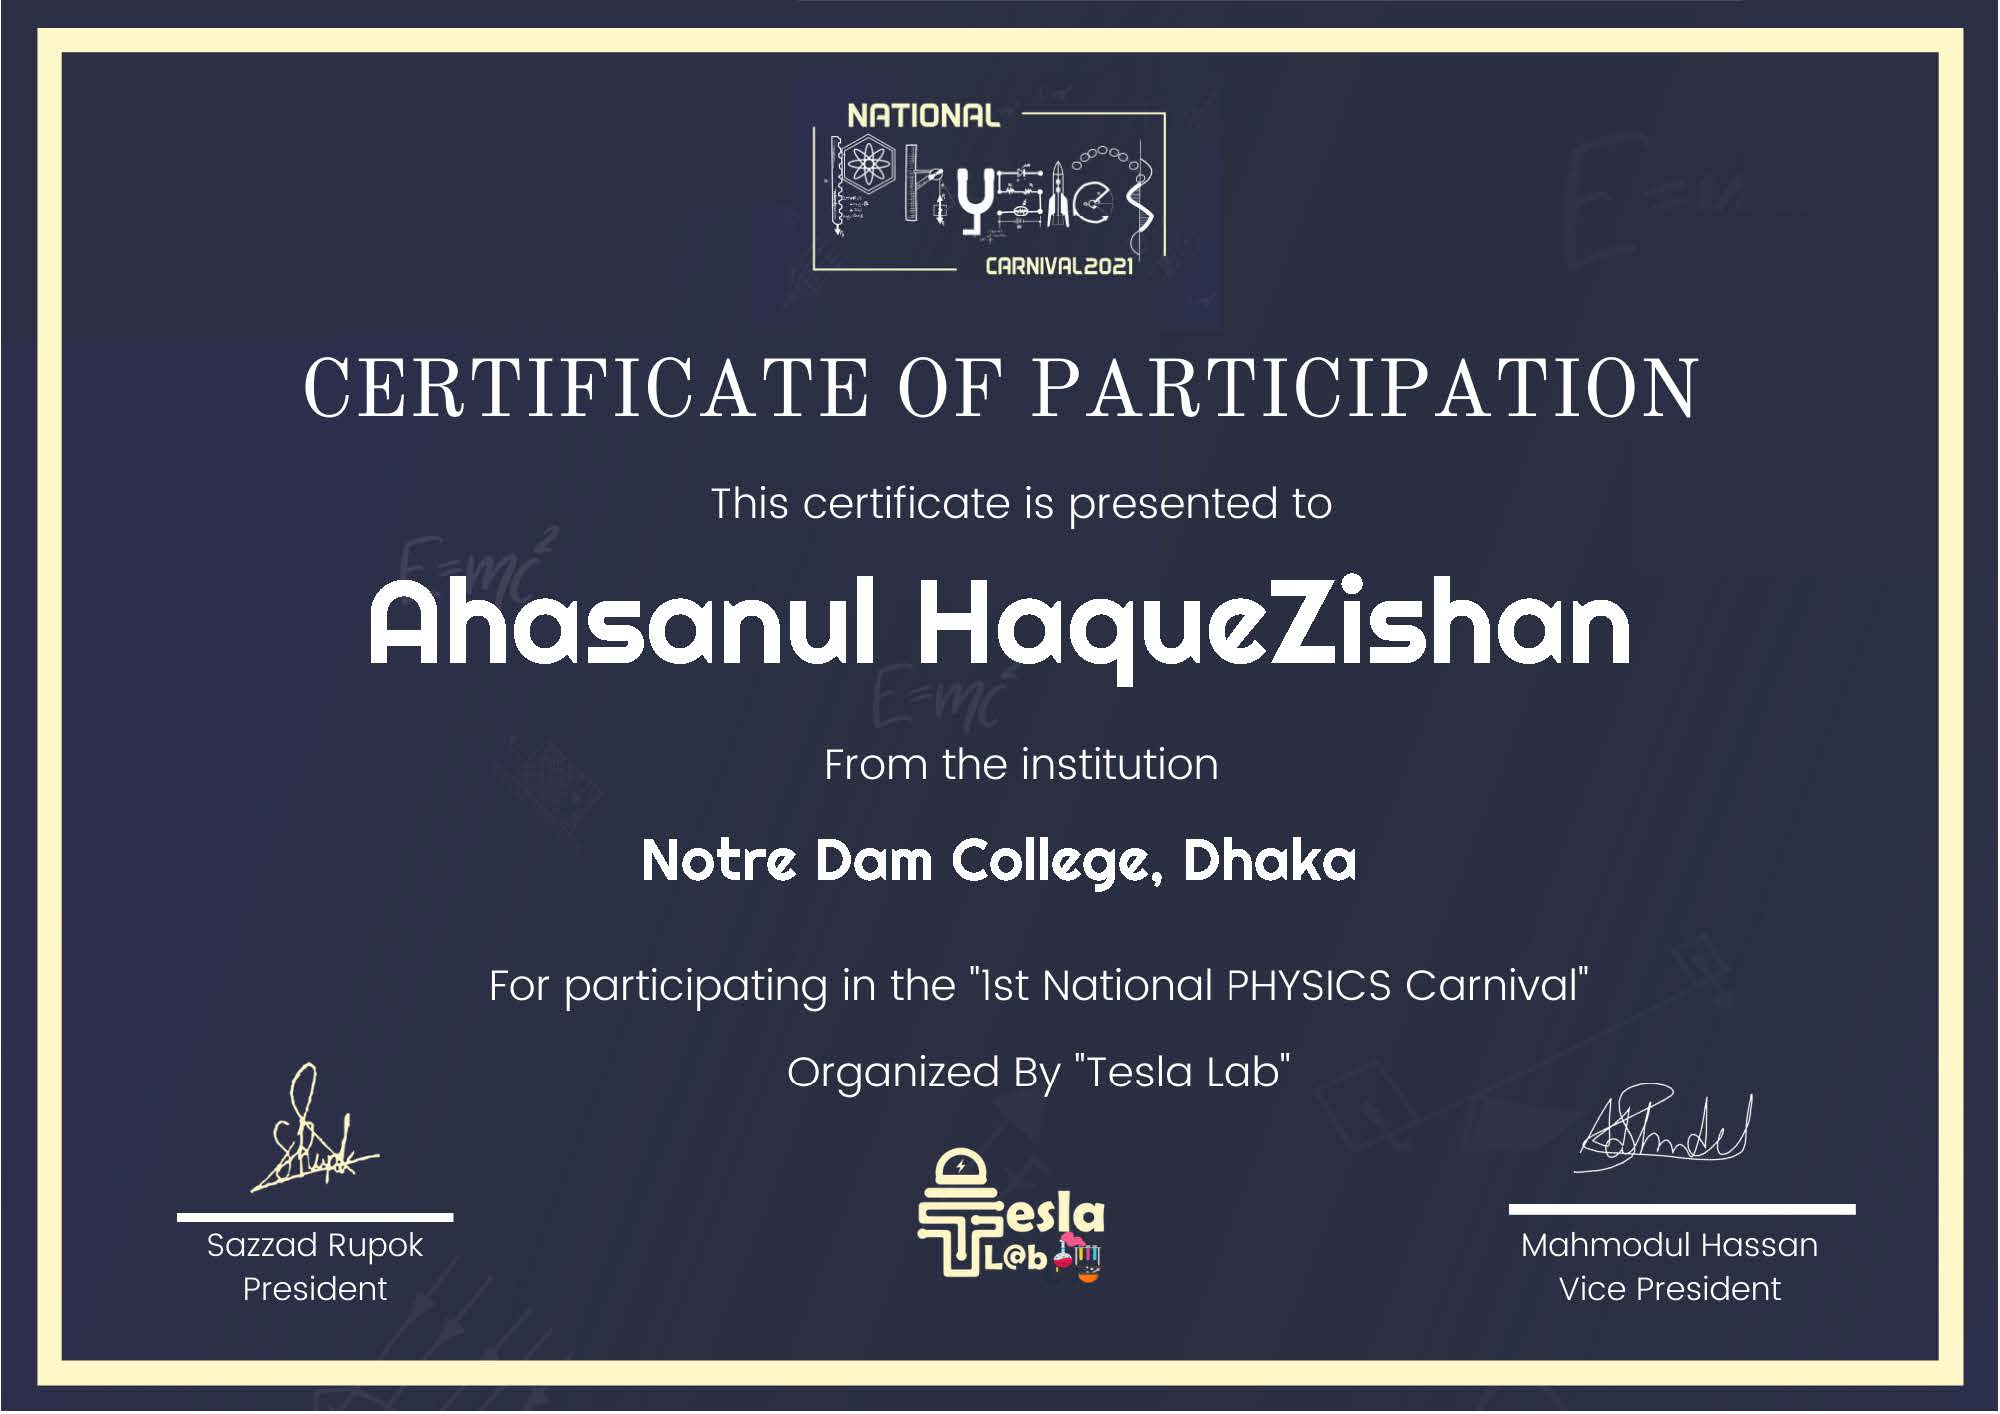 NATIONAL
Physics
CARNIVAL2021
CERTIFICATE OF PARTICIPATION
This certificate is presented to
E=mc²
Ahasanul HaqueZishan
E=mc²
From the institution
Notre Dam College, Dhaka
For participating in the "1st National PHYSICS Carnival"
Organized By "Tesla Lab"
Tesla
L@b
Sazzad Rupok
President
Mahmodul Hassan
Vice President